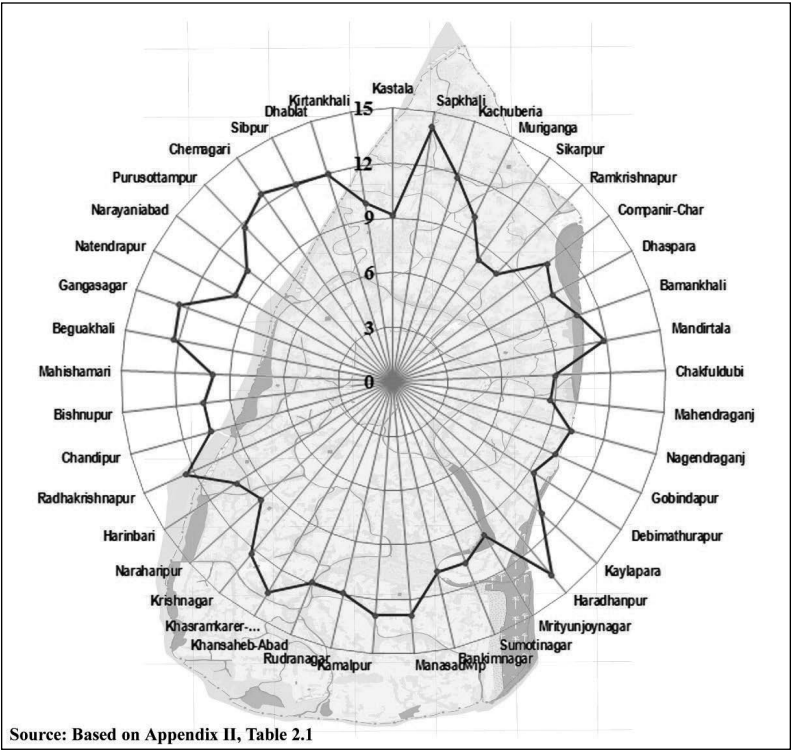 Kastala
Sapkhali
Kachuberia
Muriganga
Sikarpur
Ramkrishnapur
Companir-Char
Dhaspara
Bamankhali
Mandirtala
Chakfuldubi
Mahendraganj
Nagendraganj
Gobindapur
Debimathurapur
Kaylapara
Haradhanpur
Mrityunjoynagar
Sumotinagar
Bankimnagar
Manasadwip
Kamalpur
Rudranagar
Khansaheb-Abad
Khasramkarer-...
Krishnagar
Naraharipur
Harinbari
Radhakrishnapur
Chandipur
Bishnupur
Mahishamari
Beguakhali
Gangasagar
Natendrapur
Narayaniabad
Purusottampur
Chemagari
Sibpur
Dhablat
Kirtankhali
15
12
9
6
3
0
Source: Based on Appendix II, Table 2.1